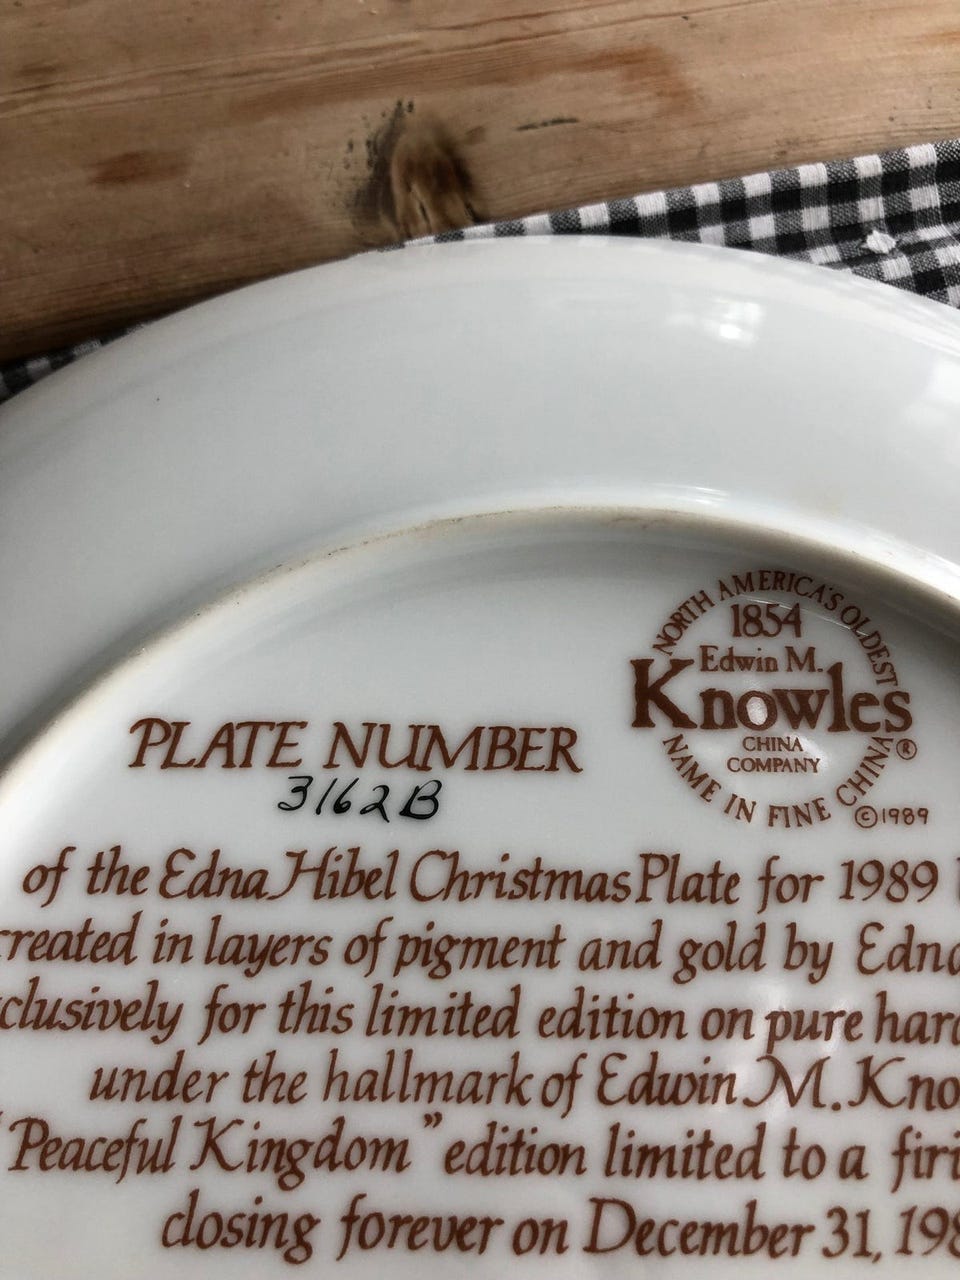 NORTH AMERICA'S OLDEST
1854
Edwin M.
Knowles®
CHINA
COMPANY
NAME IN FINE CHINA
©1989
PLATE NUMBER
3162B
of the Edna Hibel Christmas Plate for 1989
created in layers of pigment and gold by Edna
exclusively for this limited edition on pure hard
under the hallmark of Edwin M. Kno
"Peaceful Kingdom" edition limited to a firi
closing forever on December 31, 198